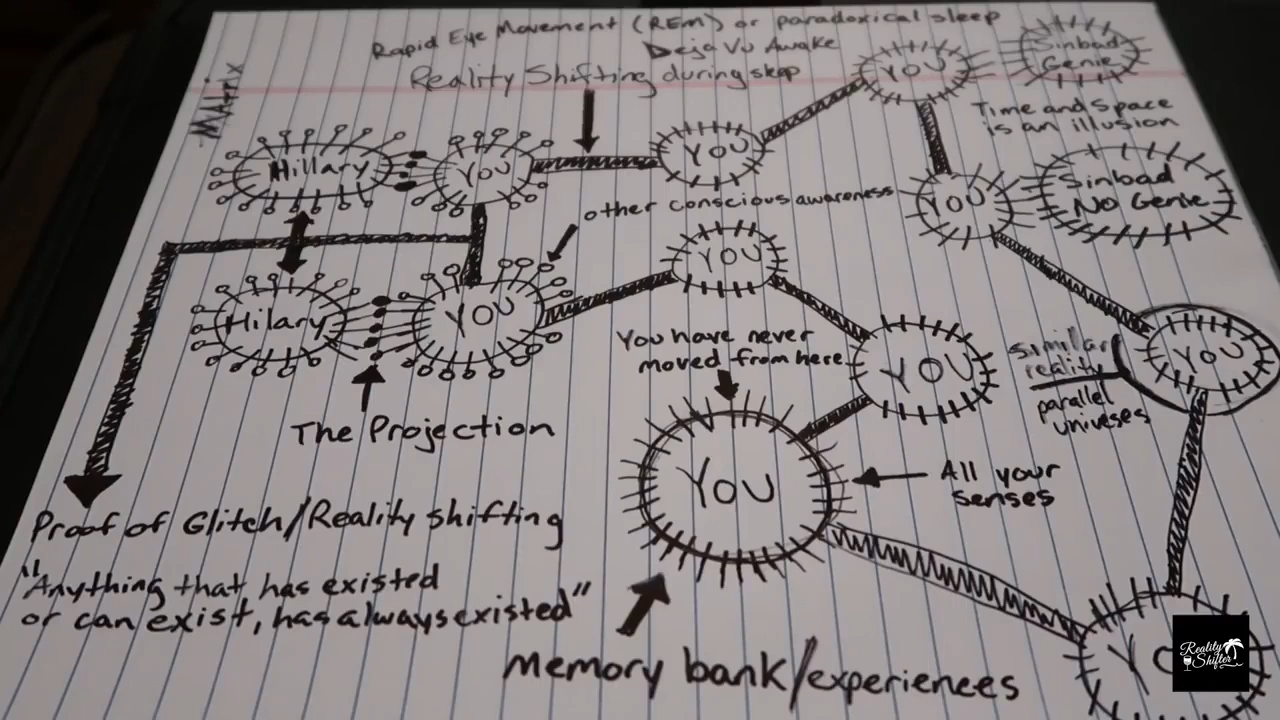 Rapid Eye Movement (REM) or paradoxical sleep
Deja Vu Awake
Reality Shifting during sleep
Matrix
Sinbad
Genie
YOU
Time and Space
is an illusion
Hillary
YOU
YOU
YOU
Sinbad
NO Genie
other conscious awareness
YOU
Hilary
YOU
You have never
moved from here
YOU
similar
reality
parallel
univeses
YOU
The Projection
YOU
All your
senses
Proof of Glitch/Reality shifting
"Anything that has existed
or can exist, has always existed"
Memory bank/experiences
Reality
Shifter